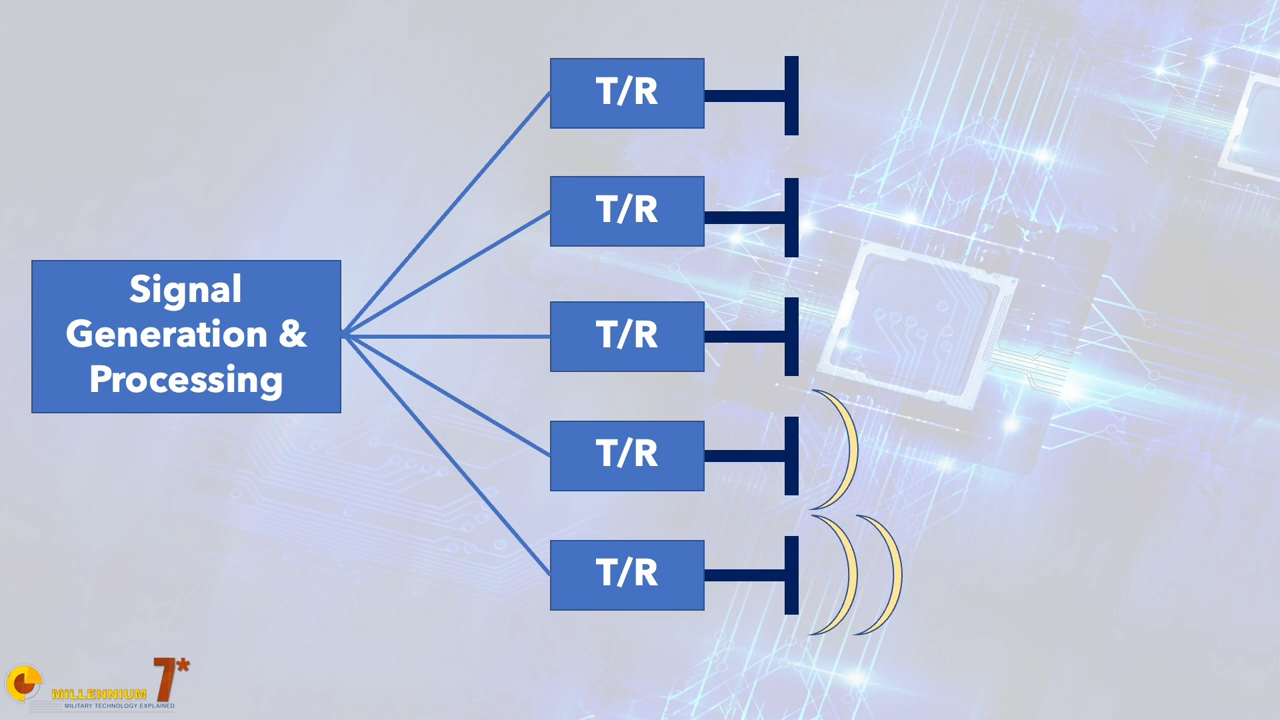 T/R
T/R
Signal
Generation &
Processing
T/R
T/R
T/R
MILLENNIUM 7*
MILITARY TECHNOLOGY EXPLAINED